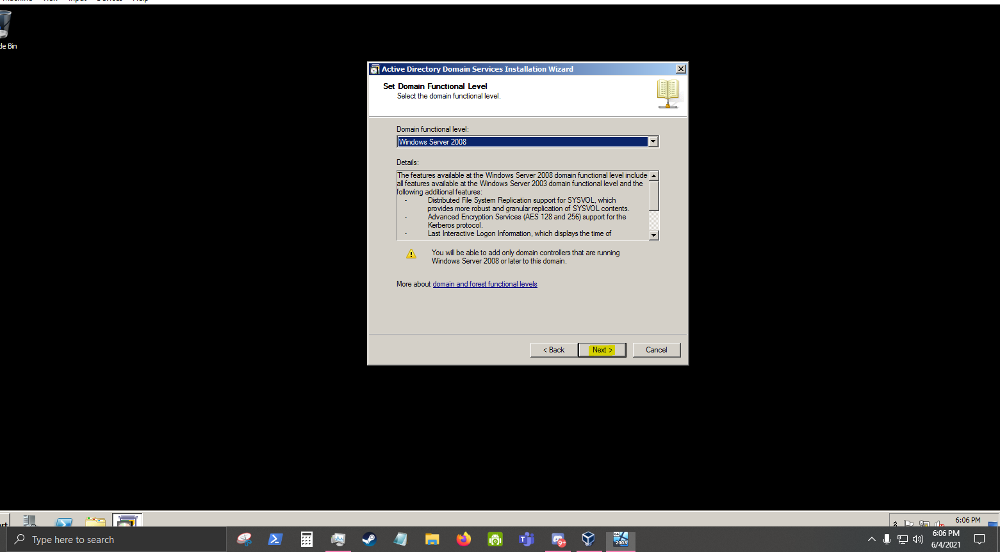 de Bin
Active Directory Domain Services Installation Wizard
Set Domain Functional Level
Select the domain functional level.
Domain functional level:
Windows Server 2008
Details:
The features available at the Windows Server 2008 domain functional level include
all features available at the Windows Server 2003 domain functional level and the
following additional features:
- Distributed File System Replication support for SYSVOL, which
provides more robust and granular replication of SYSVOL contents.
- Advanced Encryption Services (AES 128 and 256) support for the
Kerberos protocol.
- Last Interactive Logon Information, which displays the time of
You will be able to add only domain controllers that are running
Windows Server 2008 or later to this domain.
More about domain and forest functional levels
< Back
Next >
Cancel
6:06 PM
Type here to search
9+
2008
6:06 PM
6/4/2021